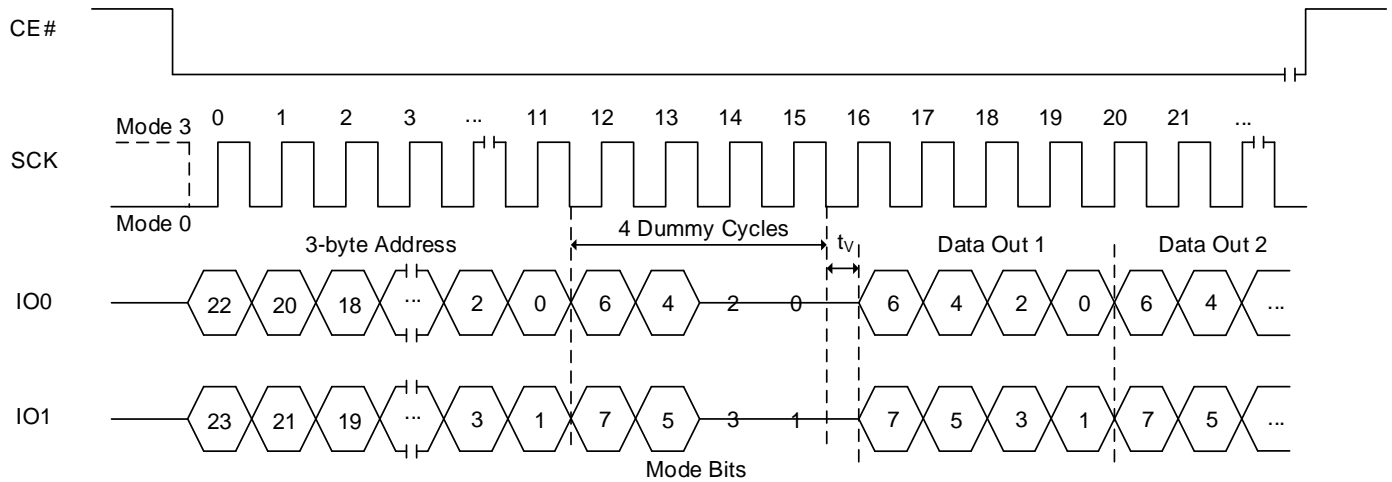 CE#
0 1 2 3 ... 11 12 13 14 15 16 17 18 19 20 21 ...
Mode 3
SCK
Mode 0
3-byte Address 4 Dummy Cycles tV Data Out 1 Data Out 2
IO0 22 20 18 ... 2 0 6 4 2 0 6 4 2 0 6 4 ...
IO1 23 21 19 ... 3 1 7 5 3 1 7 5 3 1 7 5 ...
Mode Bits